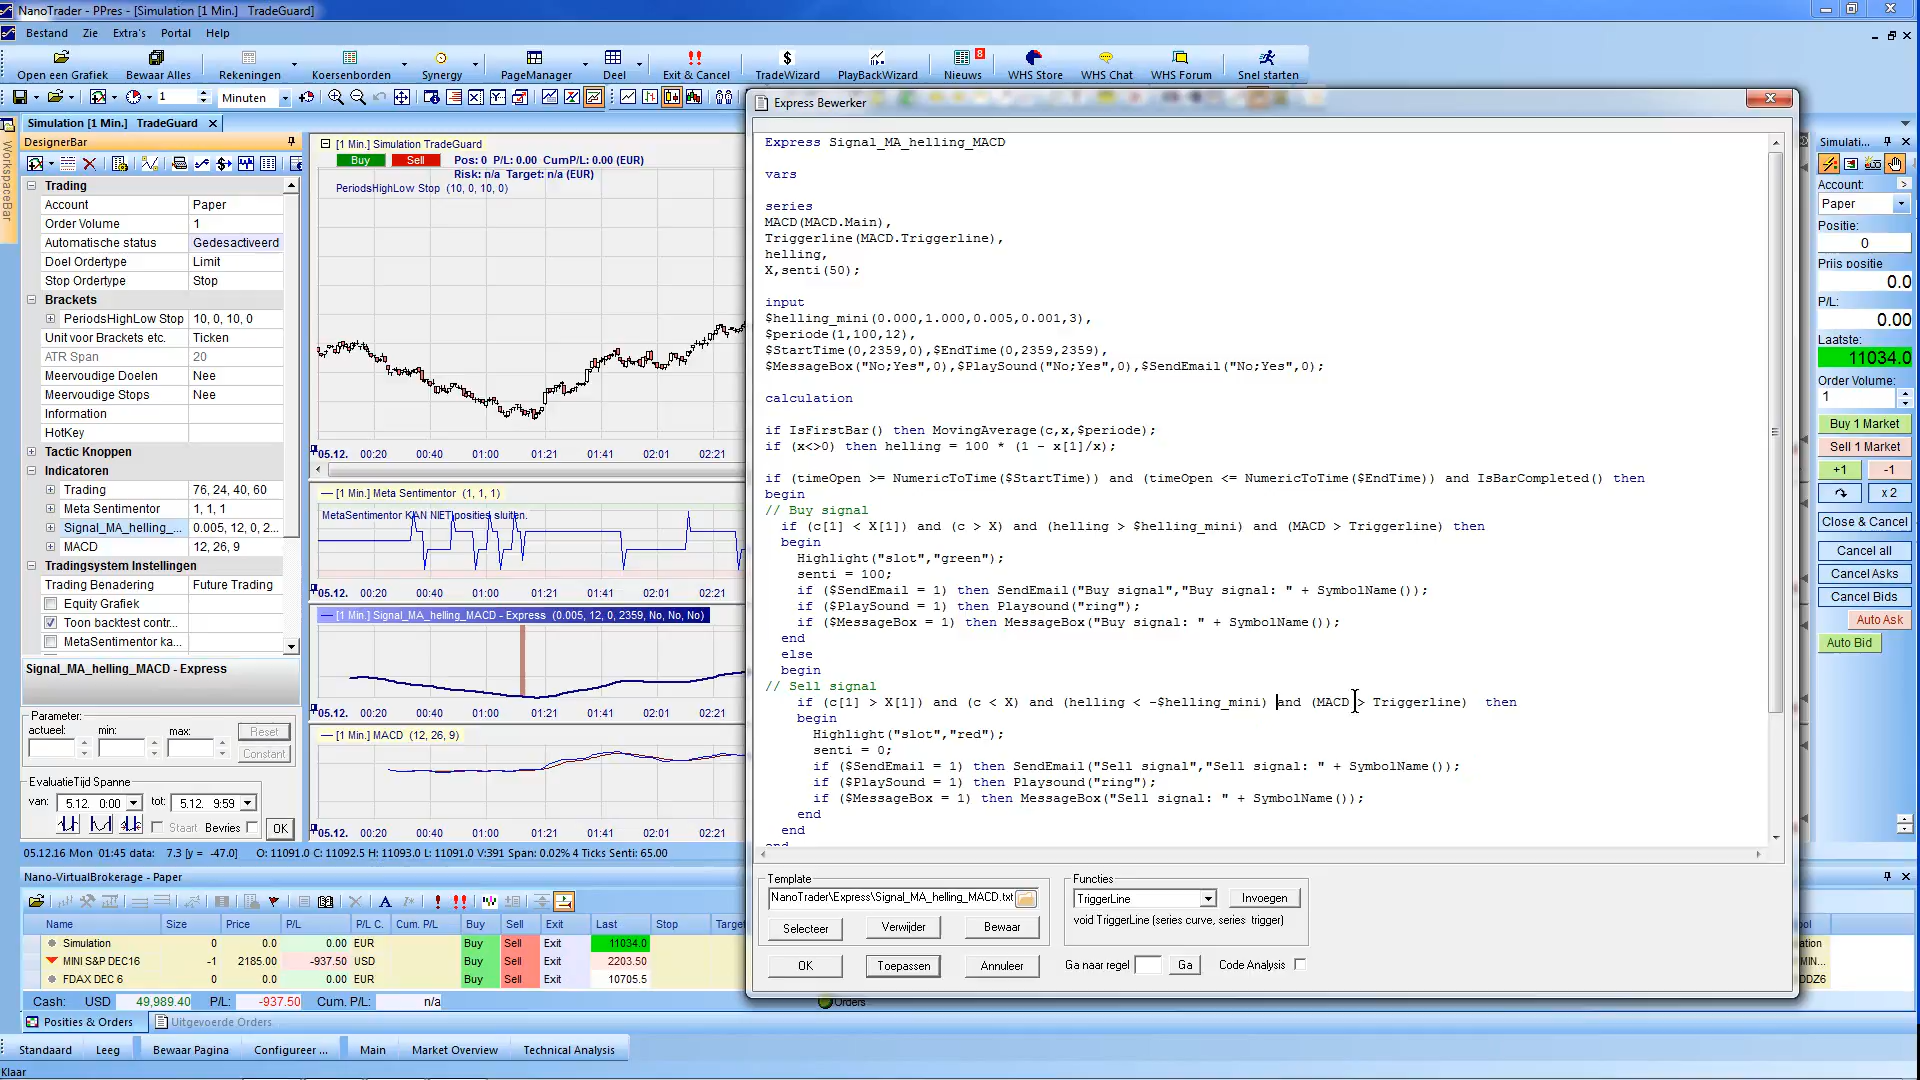 NanoTrader - PPres - [Simulation [1 Min.]  TradeGuard]
Bestand Zie Extra's Portal Help
Open een Grafiek Bewaar Alles Rekeningen Koersenborden Synergy PageManager Deel Exit & Cancel TradeWizard PlayBackWizard Nieuws 8 WHS Store WHS Chat WHS Forum Snel starten
1 Minuten
Simulation [1 Min.]  TradeGuard
WorkspaceBar
DesignerBar
Trading
Account Paper
Order Volume 1
Automatische status Gedesactiveerd
Doel Ordertype Limit
Stop Ordertype Stop
Brackets
PeriodsHighLow Stop 10, 0, 10, 0
Unit voor Brackets etc. Ticken
ATR Span 20
Meervoudige Doelen Nee
Meervoudige Stops Nee
Information
HotKey
Tactic Knoppen
Indicatoren
Trading 76, 24, 40, 60
Meta Sentimentor 1, 1, 1
Signal_MA_helling_... 0.005, 12, 0, 2...
MACD 12, 26, 9
Tradingsystem Instellingen
Trading Benadering Future Trading
Equity Grafiek
Toon backtest contr...
MetaSentimentor ka...
Signal_MA_helling_MACD - Express
Parameter:
actueel: min: max: Reset
Constant
EvaluatieTijd Spanne
van: 5.12. 0:00 tot: 5.12. 9:59
Staart Bevries OK
[1 Min.] Simulation TradeGuard
Buy Sell Pos: 0 P/L: 0.00 CumP/L: 0.00 (EUR)
Risk: n/a Target: n/a (EUR)
PeriodsHighLow Stop (10, 0, 10, 0)
05.12. 00:20 00:40 01:00 01:21 01:41 02:01 02:21
[1 Min.] Meta Sentimentor (1, 1, 1)
MetaSentimentor KAN NIET posities sluiten.
05.12. 00:20 00:40 01:00 01:21 01:41 02:01 02:21
[1 Min.] Signal_MA_helling_MACD - Express (0.005, 12, 0, 2359, No, No, No)
05.12. 00:20 00:40 01:00 01:21 01:41 02:01 02:21
[1 Min.] MACD (12, 26, 9)
05.12. 00:20 00:40 01:00 01:21 01:41 02:01 02:21
05.12.16 Mon 01:45 data: 7.3 [y = -47.0] O: 11091.0 C: 11092.5 H: 11093.0 L: 11091.0 V:391 Span: 0.02% 4 Ticks Senti: 65.00
Nano-VirtualBrokerage - Paper
Name Size Price P/L P/L C. Cum. P/L Buy Sell Exit Last Stop Target
Simulation 0 0.0 0.00 EUR Buy Sell Exit 11034.0
MINI S&P DEC16 -1 2185.00 -937.50 USD Buy Sell Exit 2203.50
FDAX DEC 6 0 0.0 0.00 EUR Buy Sell Exit 10705.5
Cash: USD 49,989.40 P/L: -937.50 Cum. P/L: n/a
Orders
Posities & Orders Uitgevoerde Orders
Standaard Leeg Bewaar Pagina Configureer ... Main Market Overview Technical Analysis
Klaar
Express Bewerker
Express Signal_MA_helling_MACD
vars
series
MACD(MACD.Main),
Triggerline(MACD.Triggerline),
helling,
X,senti(50);
input
$helling_mini(0.000,1.000,0.005,0.001,3),
$periode(1,100,12),
$StartTime(0,2359,0),$EndTime(0,2359,2359),
$MessageBox("No;Yes",0),$PlaySound("No;Yes",0),$SendEmail("No;Yes",0);
calculation
if IsFirstBar() then MovingAverage(c,x,$periode);
if (x<>0) then helling = 100 * (1 - x[1]/x);
if (timeOpen >= NumericToTime($StartTime)) and (timeOpen <= NumericToTime($EndTime)) and IsBarCompleted() then
begin
// Buy signal
if (c[1] < X[1]) and (c > X) and (helling > $helling_mini) and (MACD > Triggerline) then
begin
Highlight("slot","green");
senti = 100;
if ($SendEmail = 1) then SendEmail("Buy signal","Buy signal: " + SymbolName());
if ($PlaySound = 1) then Playsound("ring");
if ($MessageBox = 1) then MessageBox("Buy signal: " + SymbolName());
end
else
begin
// Sell signal
if (c[1] > X[1]) and (c < X) and (helling < -$helling_mini) and (MACD > Triggerline)  then
begin
Highlight("slot","red");
senti = 0;
if ($SendEmail = 1) then SendEmail("Sell signal","Sell signal: " + SymbolName());
if ($PlaySound = 1) then Playsound("ring");
if ($MessageBox = 1) then MessageBox("Sell signal: " + SymbolName());
end
end
end
Template
NanoTrader\Express\Signal_MA_helling_MACD.txt
Selecteer Verwijder Bewaar
OK Toepassen Annuleer
Functies
TriggerLine Invoegen
void TriggerLine (series curve, series trigger)
Ga naar regel Ga Code Analysis
Simulati...
Account: >
Paper
Positie:
0
Prijs positie
0.0
P/L:
0.00
Laatste:
11034.0
Order Volume:
1
Buy 1 Market
Sell 1 Market
+1 -1
x 2
Close & Cancel
Cancel all
Cancel Asks
Cancel Bids
Auto Ask
Auto Bid